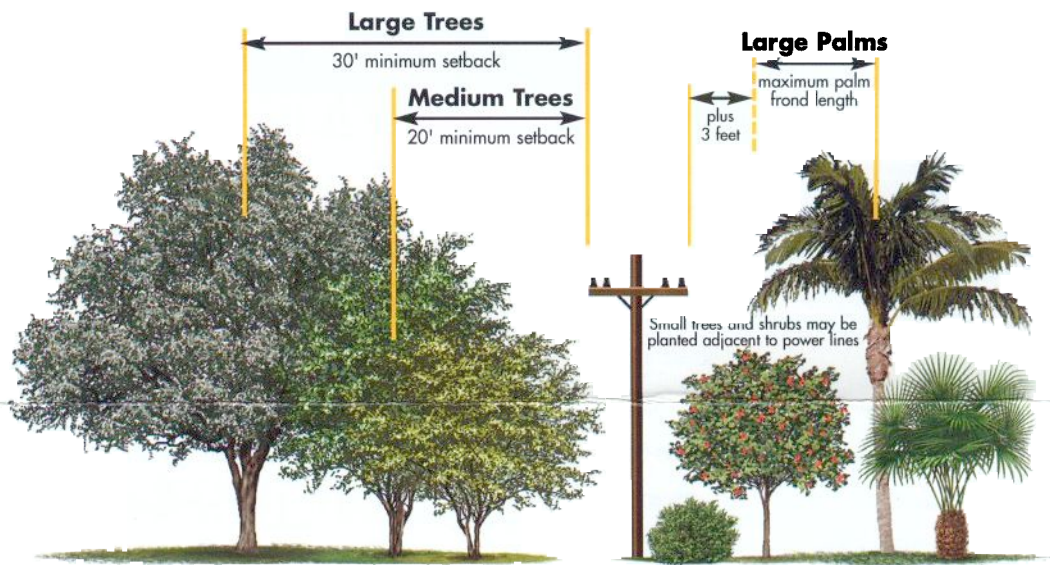 Large Trees
30' minimum setback
Medium Trees
20' minimum setback
Large Palms
maximum palm
frond length
plus
3 feet
Small trees and shrubs may be
planted adjacent to power lines